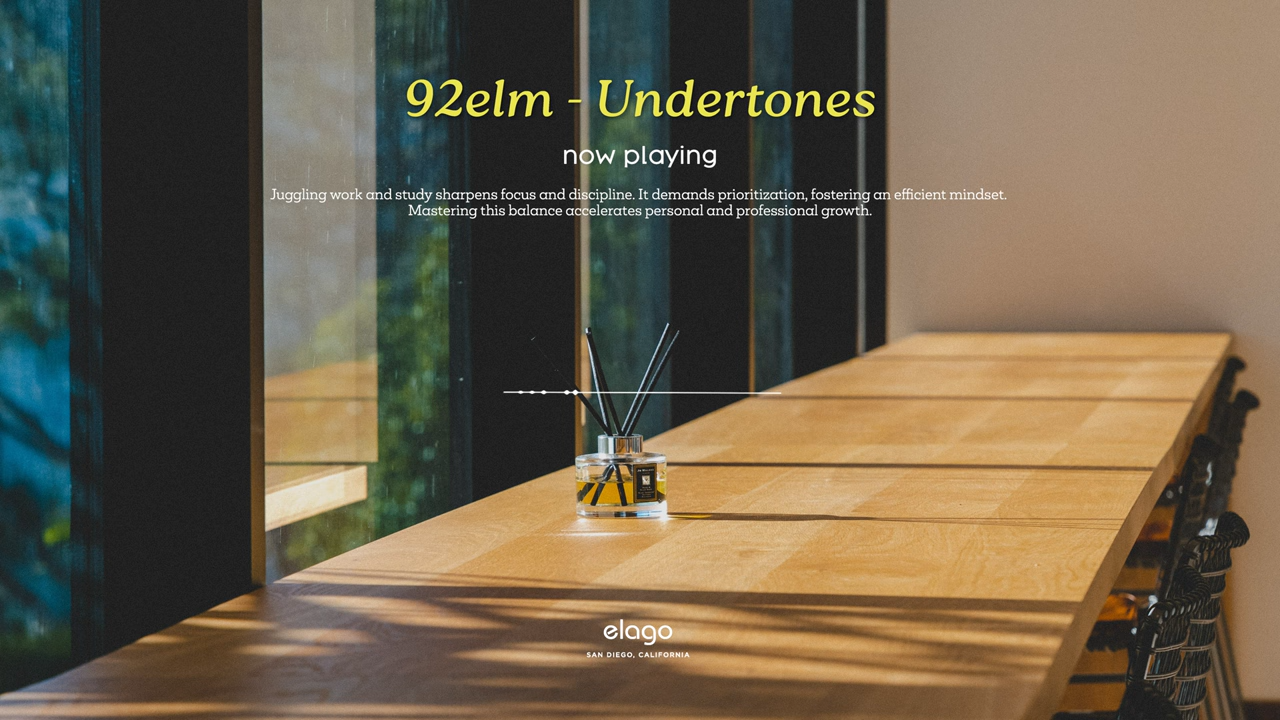 92elm - Undertones
now playing
Juggling work and study sharpens focus and discipline. It demands prioritization, fostering an efficient mindset.
Mastering this balance accelerates personal and professional growth.
elago
SAN DIEGO, CALIFORNIA